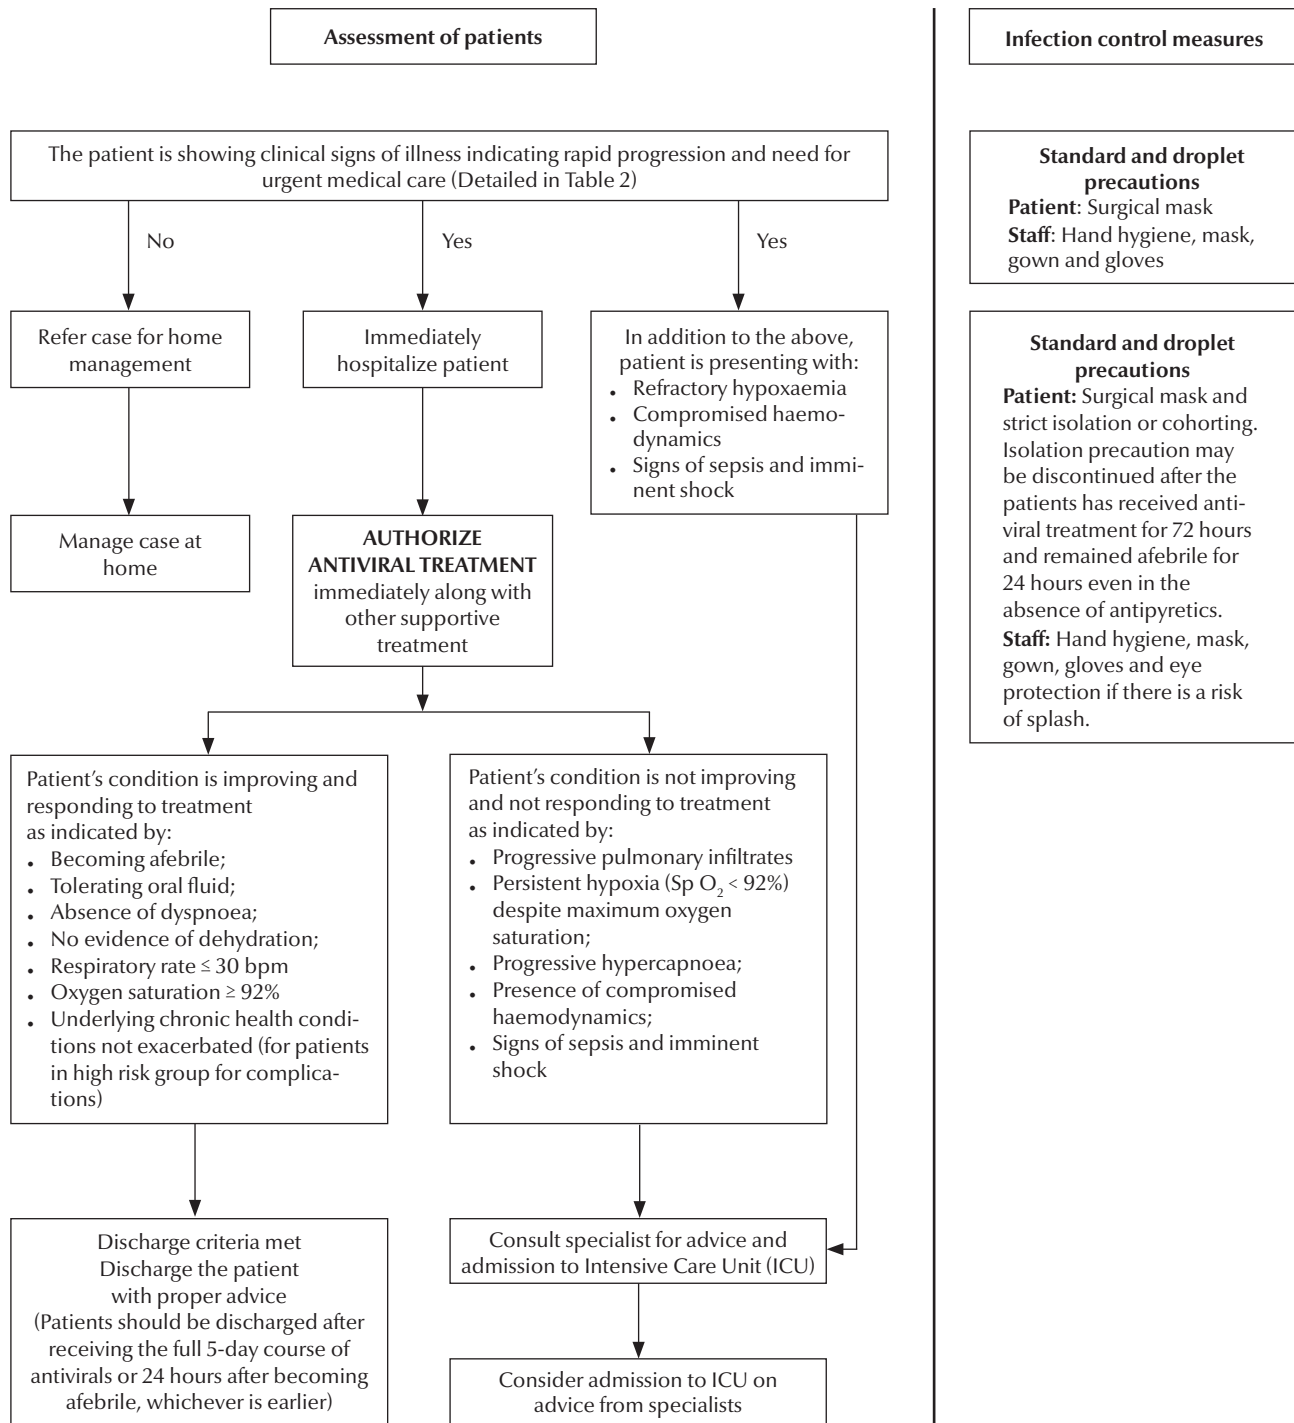 Assessment of patients
The patient is showing clinical signs of illness indicating rapid progression and need for
urgent medical care (Detailed in Table 2)
No
Yes
Yes
Refer case for home
management
Immediately
hospitalize patient
In addition to the above,
patient is presenting with:
• Refractory hypoxaemia
• Compromised haemo-
dynamics
• Signs of sepsis and immi-
nent shock
Manage case at
home
AUTHORIZE
ANTIVIRAL TREATMENT
immediately along with
other supportive
treatment
Patient's condition is improving and
responding to treatment
as indicated by:
• Becoming afebrile;
• Tolerating oral fluid;
• Absence of dyspnoea;
• No evidence of dehydration;
• Respiratory rate ≤ 30 bpm
• Oxygen saturation ≥ 92%
• Underlying chronic health condi-
tions not exacerbated (for patients
in high risk group for complica-
tions)
Patient's condition is not improving
and not responding to treatment
as indicated by:
• Progressive pulmonary infiltrates
• Persistent hypoxia (Sp O₂ < 92%)
despite maximum oxygen
saturation;
• Progressive hypercapnoea;
• Presence of compromised
haemodynamics;
• Signs of sepsis and imminent
shock
Discharge criteria met
Discharge the patient
with proper advice
(Patients should be discharged after
receiving the full 5-day course of
antivirals or 24 hours after becoming
afebrile, whichever is earlier)
Consult specialist for advice and
admission to Intensive Care Unit (ICU)
Consider admission to ICU on
advice from specialists
Infection control measures
Standard and droplet
precautions
Patient: Surgical mask
Staff: Hand hygiene, mask,
gown and gloves
Standard and droplet
precautions
Patient: Surgical mask and
strict isolation or cohorting.
Isolation precaution may
be discontinued after the
patients has received anti-
viral treatment for 72 hours
and remained afebrile for
24 hours even in the
absence of antipyretics.
Staff: Hand hygiene, mask,
gown, gloves and eye
protection if there is a risk
of splash.